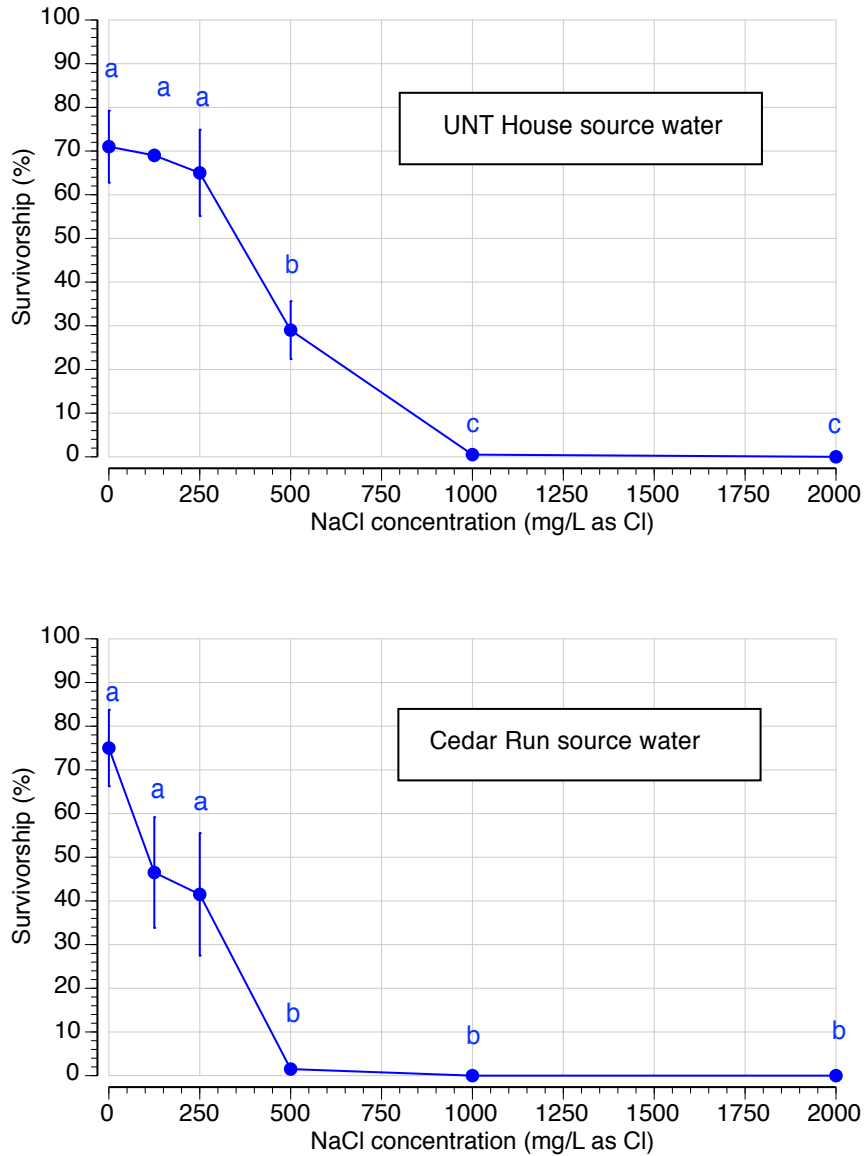 100
90
80
70
60
50
40
30
20
10
0
Survivorship (%)
a
a
a
b
c
c
UNT House source water
0 250 500 750 1000 1250 1500 1750 2000
NaCl concentration (mg/L as Cl)
100
90
80
70
60
50
40
30
20
10
0
Survivorship (%)
a
a
a
b
b
b
Cedar Run source water
0 250 500 750 1000 1250 1500 1750 2000
NaCl concentration (mg/L as Cl)